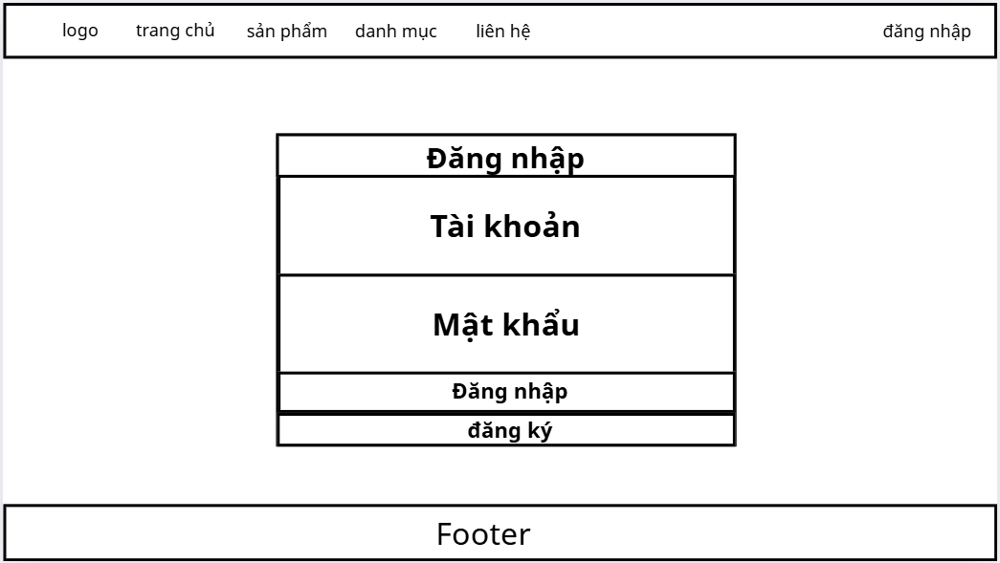 logo trang chủ sản phẩm danh mục liên hệ đăng nhập
Đăng nhập
Tài khoản
Mật khẩu
Đăng nhập
đăng ký
Footer